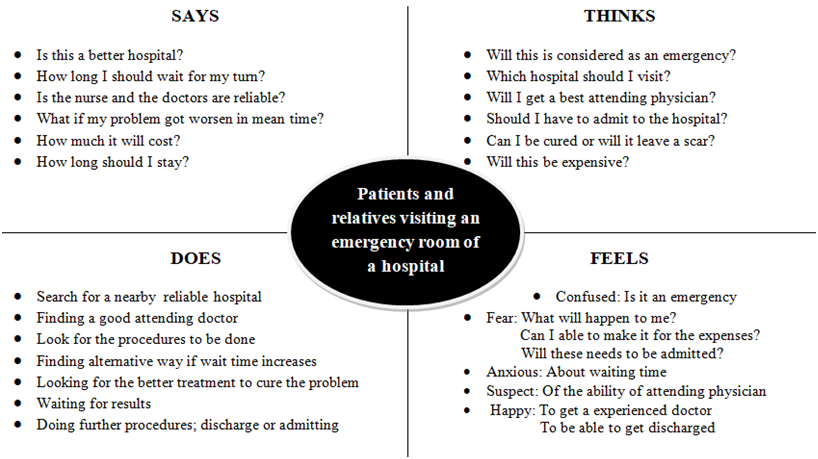 SAYS
● Is this a better hospital?
● How long I should wait for my turn?
● Is the nurse and the doctors are reliable?
● What if my problem got worsen in mean time?
● How much it will cost?
● How long should I stay?
THINKS
● Will this is considered as an emergency?
● Which hospital should I visit?
● Will I get a best attending physician?
● Should I have to admit to the hospital?
● Can I be cured or will it leave a scar?
● Will this be expensive?
Patients and
relatives visiting an
emergency room of
a hospital
DOES
● Search for a nearby reliable hospital
● Finding a good attending doctor
● Look for the procedures to be done
● Finding alternative way if wait time increases
● Looking for the better treatment to cure the problem
● Waiting for results
● Doing further procedures; discharge or admitting
FEELS
● Confused: Is it an emergency
● Fear: What will happen to me?
Can I able to make it for the expenses?
Will these needs to be admitted?
● Anxious: About waiting time
● Suspect: Of the ability of attending physician
● Happy: To get a experienced doctor
To be able to get discharged